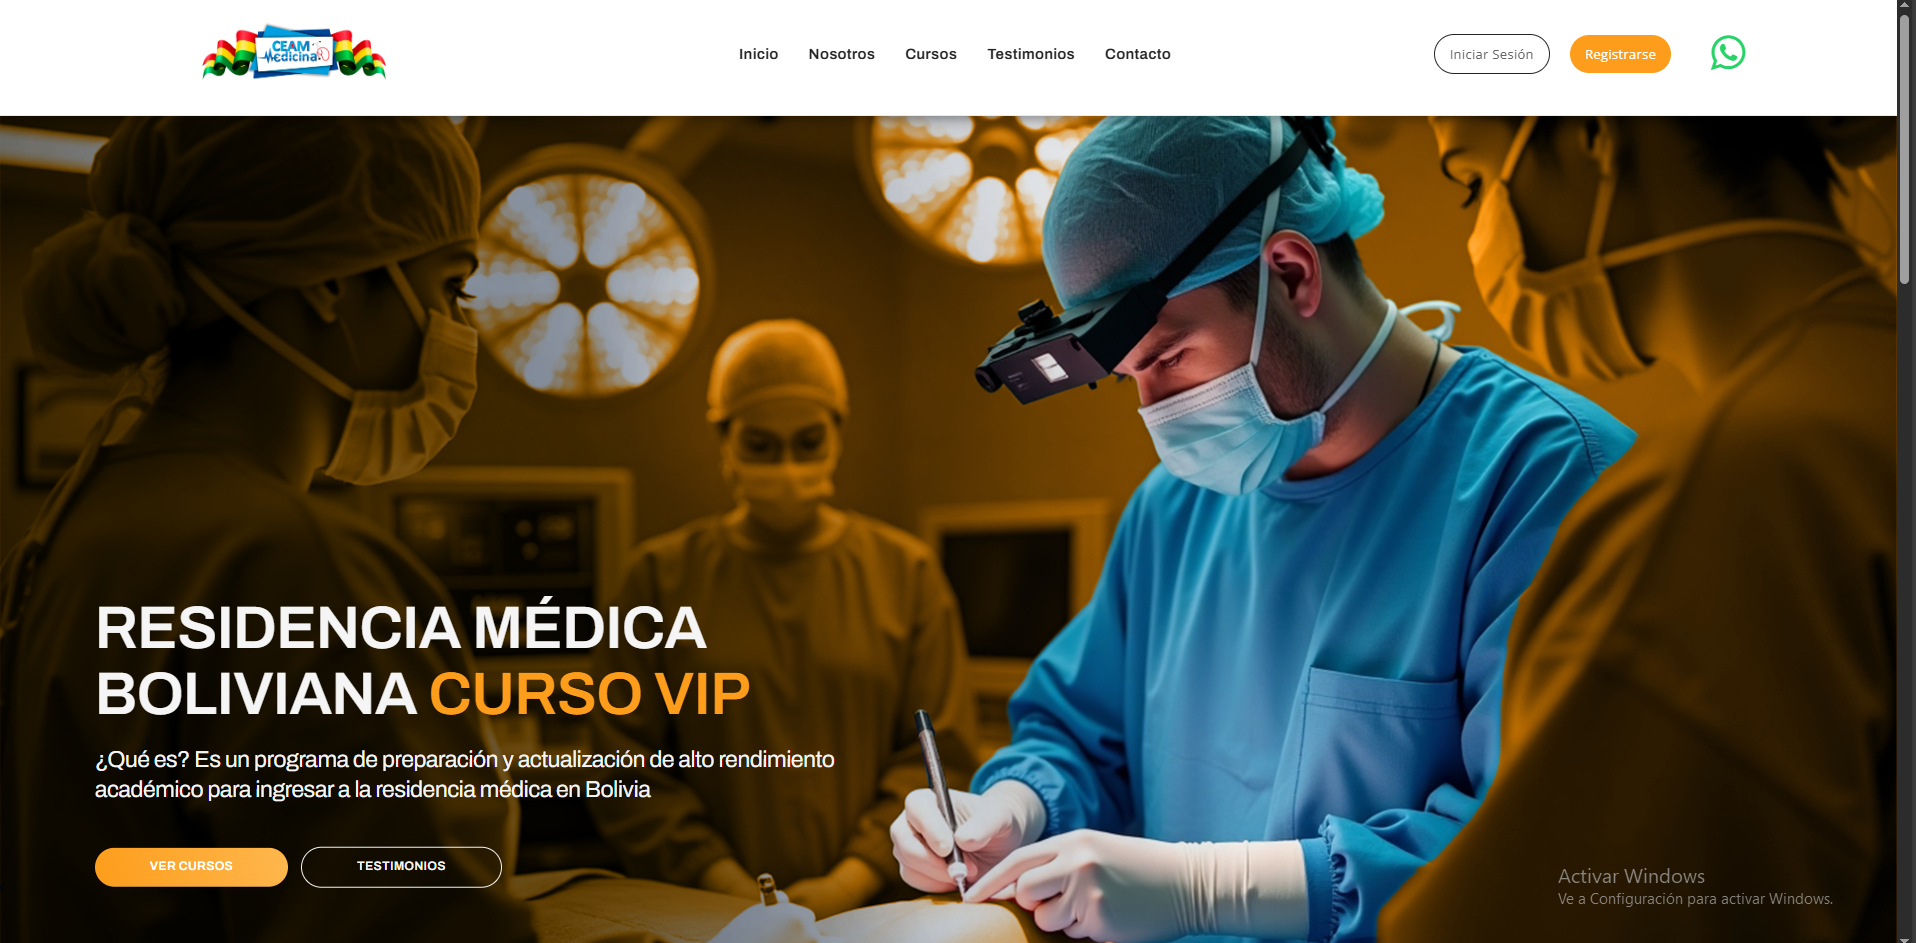 CEAM
Medicina
Inicio
Nosotros
Cursos
Testimonios
Contacto
Iniciar Sesión
Registrarse
RESIDENCIA MÉDICA
BOLIVIANA CURSO VIP
¿Qué es? Es un programa de preparación y actualización de alto rendimiento
académico para ingresar a la residencia médica en Bolivia
VER CURSOS
TESTIMONIOS
Activar Windows
Ve a Configuración para activar Windows.